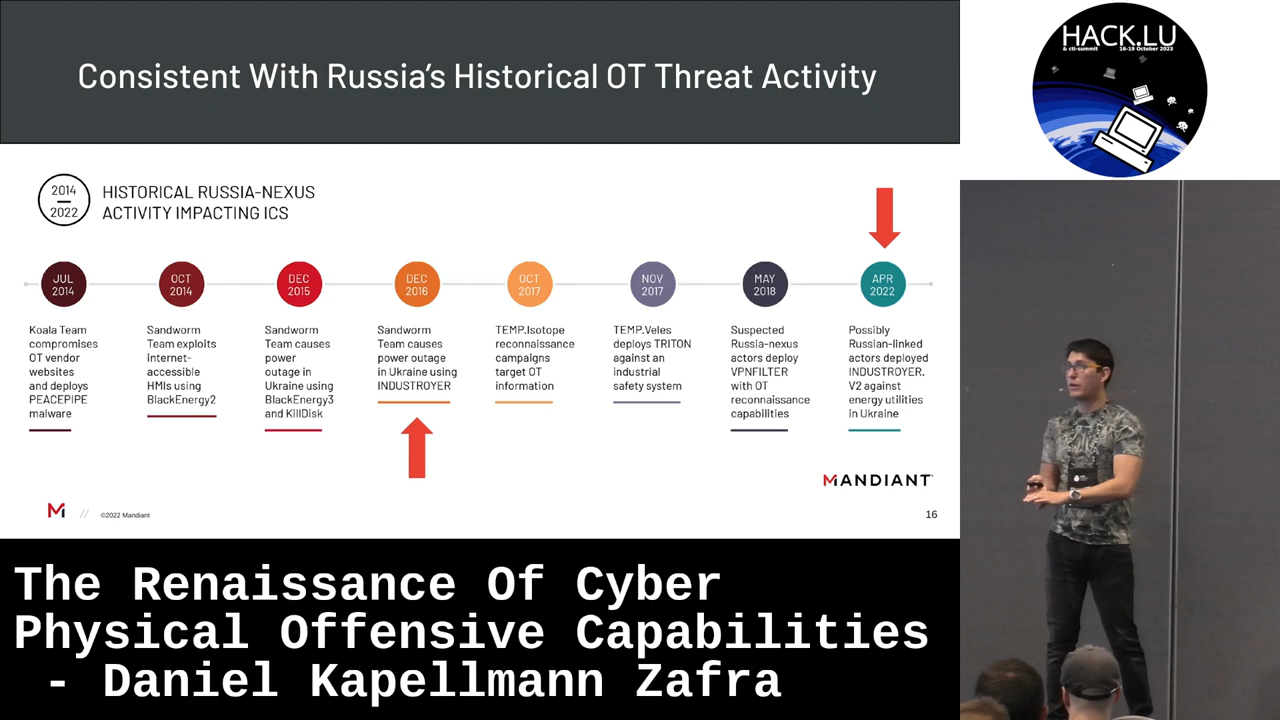 Consistent With Russia's Historical OT Threat Activity
HACK.LU
& cti-summit 16-19 October 2023
2014
2022
HISTORICAL RUSSIA-NEXUS
ACTIVITY IMPACTING ICS
JUL
2014
Koala Team
compromises
OT vendor
websites
and deploys
PEACEPIPE
malware
OCT
2014
Sandworm
Team exploits
internet-
accessible
HMIs using
BlackEnergy2
DEC
2015
Sandworm
Team causes
power
outage in
Ukraine using
BlackEnergy3
and KillDisk
DEC
2016
Sandworm
Team causes
power outage
in Ukraine using
INDUSTROYER
OCT
2017
TEMP.Isotope
reconnaissance
campaigns
target OT
information
NOV
2017
TEMP.Veles
deploys TRITON
against an
industrial
safety system
MAY
2018
Suspected
Russia-nexus
actors deploy
VPNFILTER
with OT
reconnaissance
capabilities
APR
2022
Possibly
Russian-linked
actors deployed
INDUSTROYER.
V2 against
energy utilities
in Ukraine
MANDIANT
M // ©2022 Mandiant
16
The Renaissance Of Cyber
Physical Offensive Capabilities
- Daniel Kapellmann Zafra